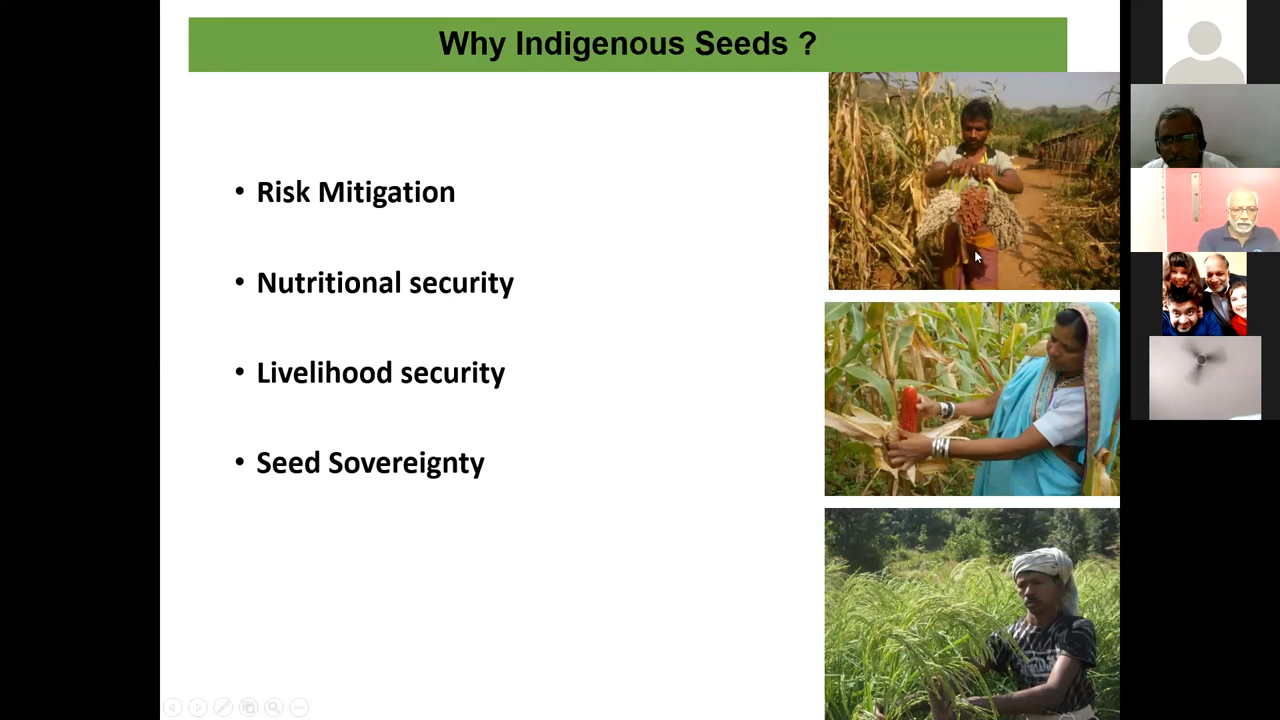 Why Indigenous Seeds ?
• Risk Mitigation
• Nutritional security
• Livelihood security
• Seed Sovereignty